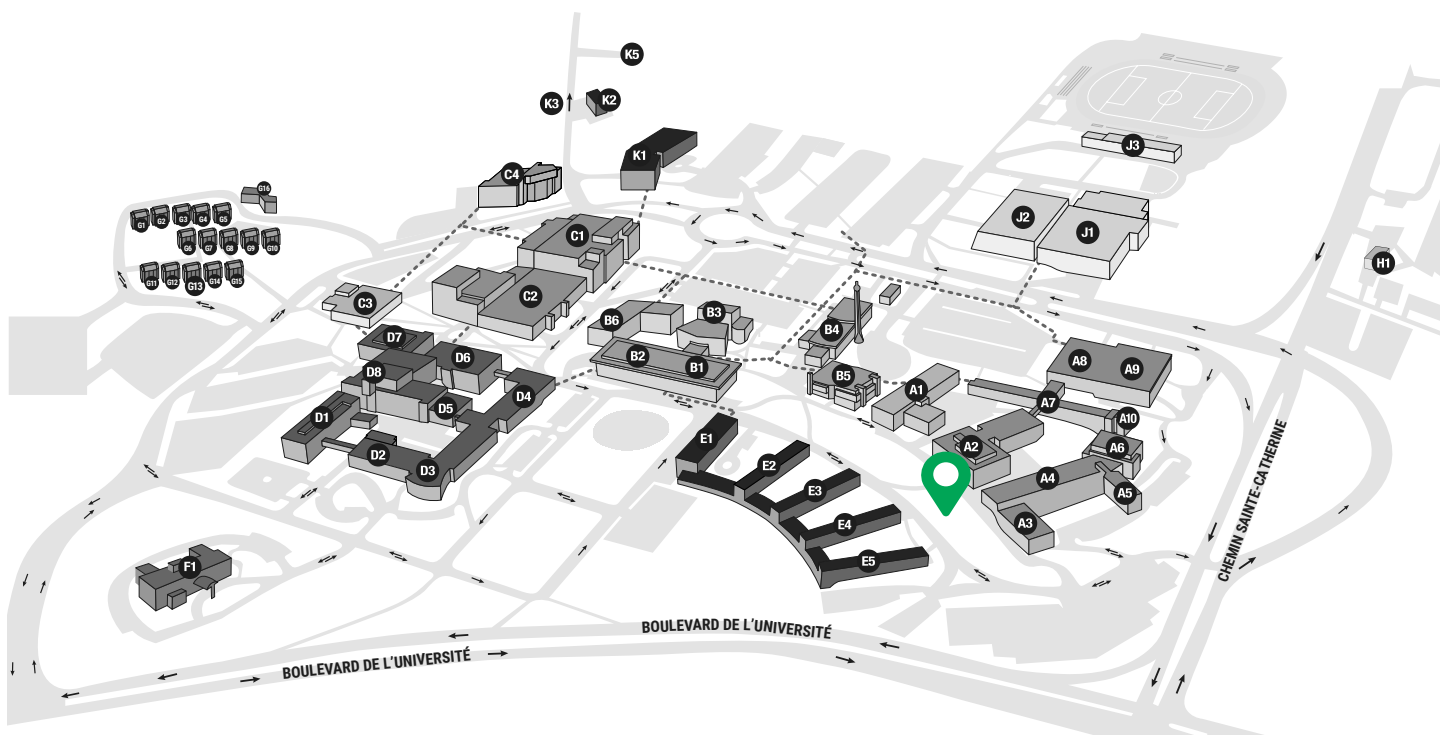 K5
K3
K2
K1
J3
C4
G16
G1
G2
G3
G4
G5
G6
G7
G8
G9
G10
G11
G12
G13
G14
G15
J2
J1
H1
C1
C2
C3
B6
B3
B4
B2
B1
B5
D7
D6
D8
D4
D5
D1
D2
D3
A8
A9
A1
A7
A10
A2
A6
A4
A5
A3
E1
E2
E3
E4
E5
F1
CHEMIN SAINTE-CATHERINE
BOULEVARD DE L'UNIVERSITÉ
BOULEVARD DE L'UNIVERSITÉ